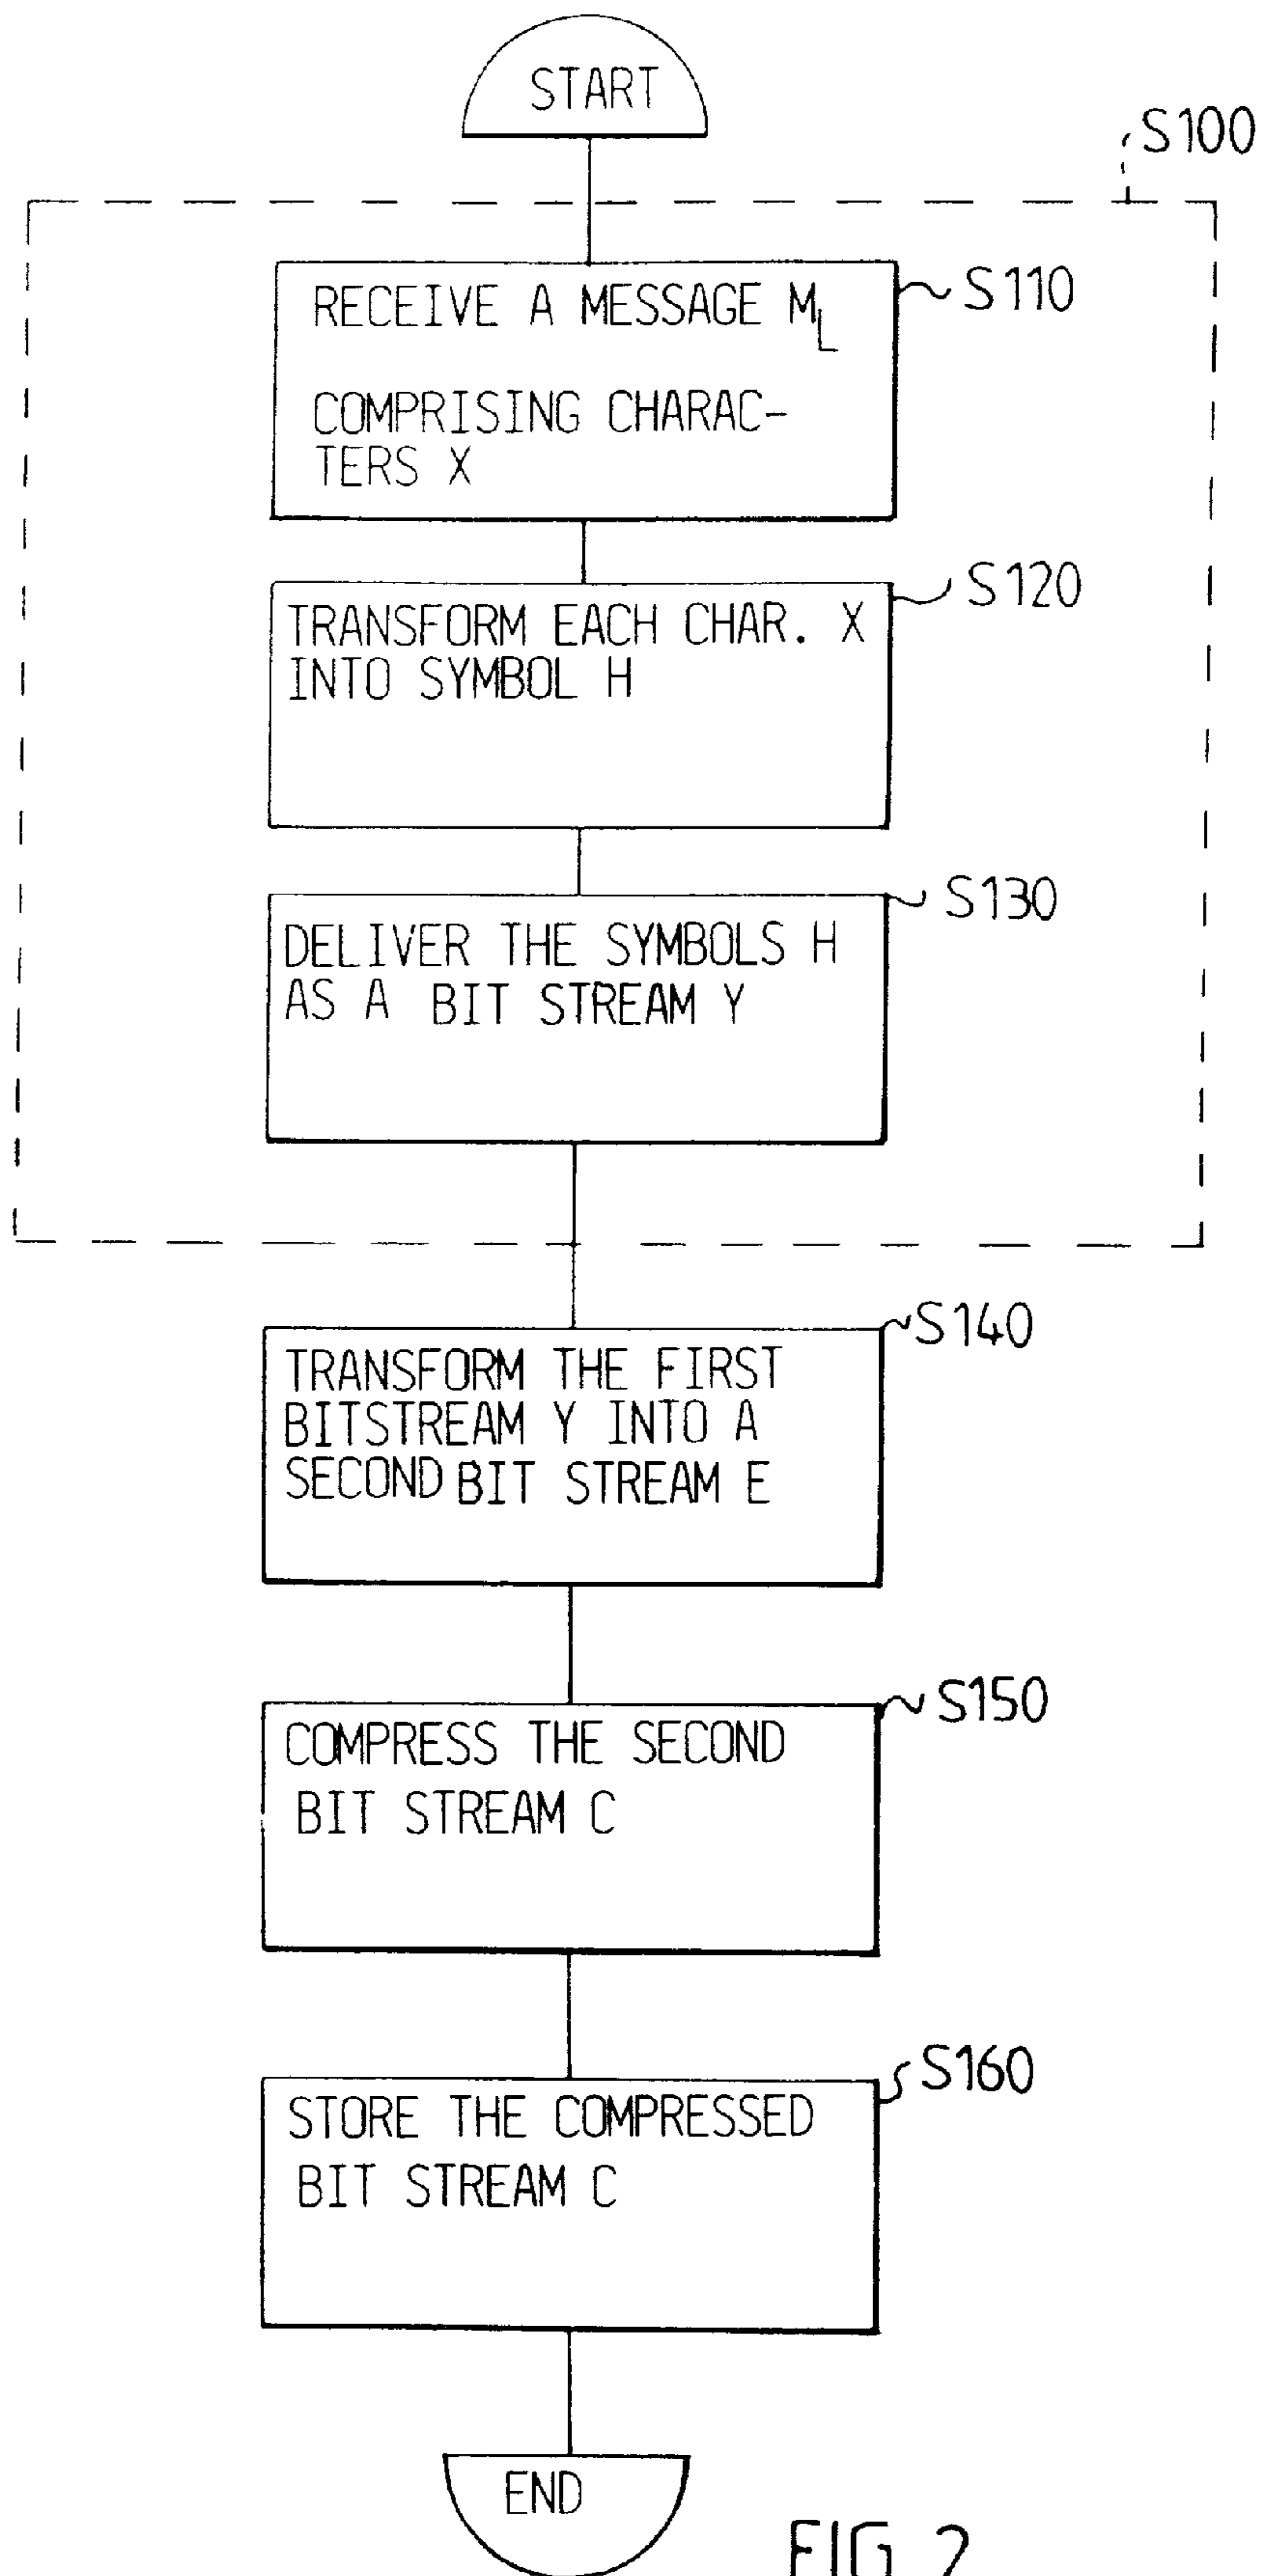 START
S100
RECEIVE A MESSAGE ML
S110
COMPRISING CHARAC-
TERS X
S120
TRANSFORM EACH CHAR. X
INTO SYMBOL H
S130
DELIVER THE SYMBOLS H
AS A BIT STREAM Y
S140
TRANSFORM THE FIRST
BITSTREAM Y INTO A
SECOND BIT STREAM E
S150
COMPRESS THE SECOND
BIT STREAM C
S160
STORE THE COMPRESSED
BIT STREAM C
END
FIG 2